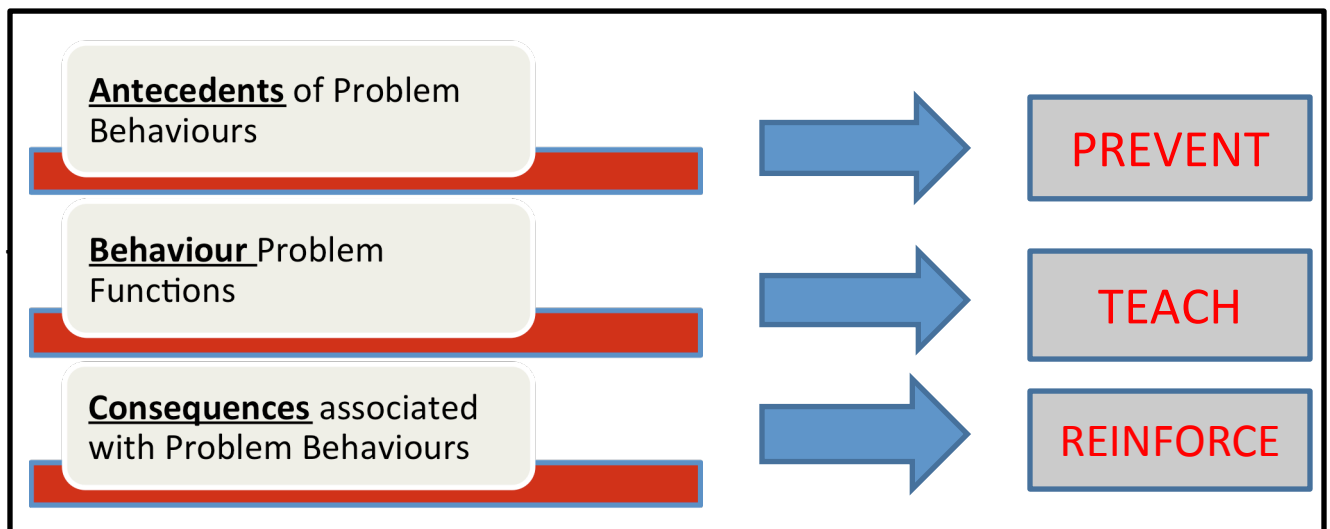 Antecedents of Problem
Behaviours
PREVENT
Behaviour Problem
Functions
TEACH
Consequences associated
with Problem Behaviours
REINFORCE